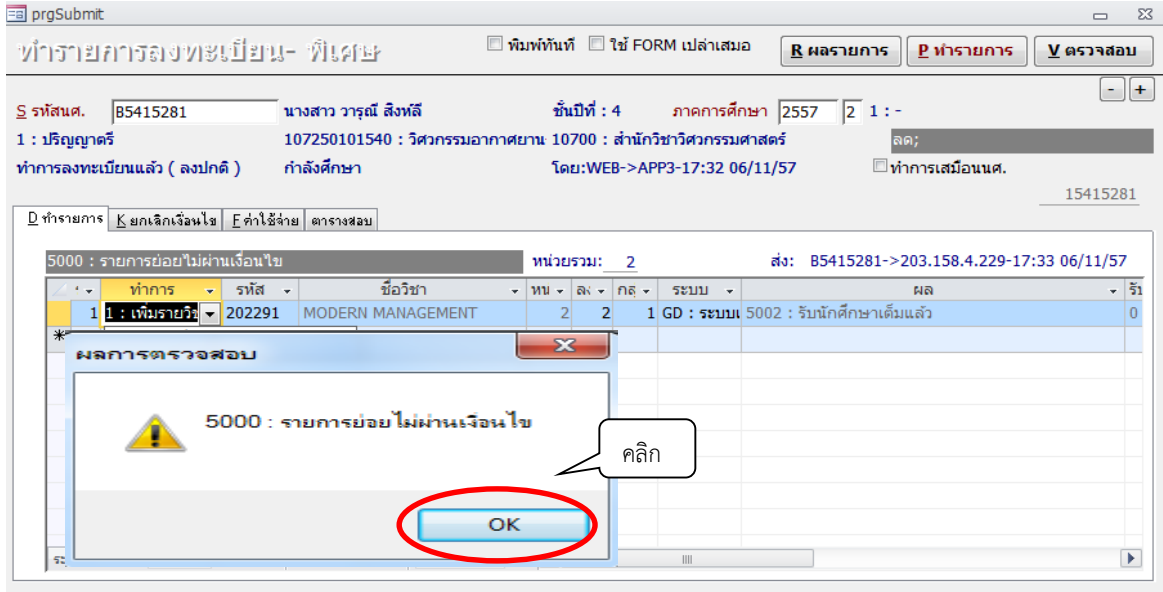 prgSubmit
ทำรายการลงทะเบียน- พิเศษ
พิมพ์ทันที
ใช้ FORM เปล่าเสมอ
R ผลรายการ
P ทำรายการ
V ตรวจสอบ
- +
S รหัสนศ. B5415281 นางสาว วารุณี สิงห์ลี ชั้นปีที่ : 4 ภาคการศึกษา 2557 2 1 : -
1 : ปริญญาตรี 107250101540 : วิศวกรรมอากาศยาน 10700 : สำนักวิชาวิศวกรรมศาสตร์ ลด;
ทำการลงทะเบียนแล้ว ( ลงปกติ ) กำลังศึกษา โดย:WEB->APP3-17:32 06/11/57 ทำการเสมือนนศ.
15415281
D ทำรายการ K ยกเลิกเงื่อนไข F ค่าใช้จ่าย ตารางสอบ
5000 : รายการย่อยไม่ผ่านเงื่อนไข หน่วยรวม: 2 ส่ง: B5415281->203.158.4.229-17:33 06/11/57
ทำการ รหัส ชื่อวิชา หน ลง กลุ ระบบ ผล รับ
1 1 : เพิ่มรายวิช 202291 MODERN MANAGEMENT 2 2 1 GD : ระบบ 5002 : รับนักศึกษาเต็มแล้ว 0
ผลการตรวจสอบ
5000 : รายการย่อยไม่ผ่านเงื่อนไข
คลิก
OK